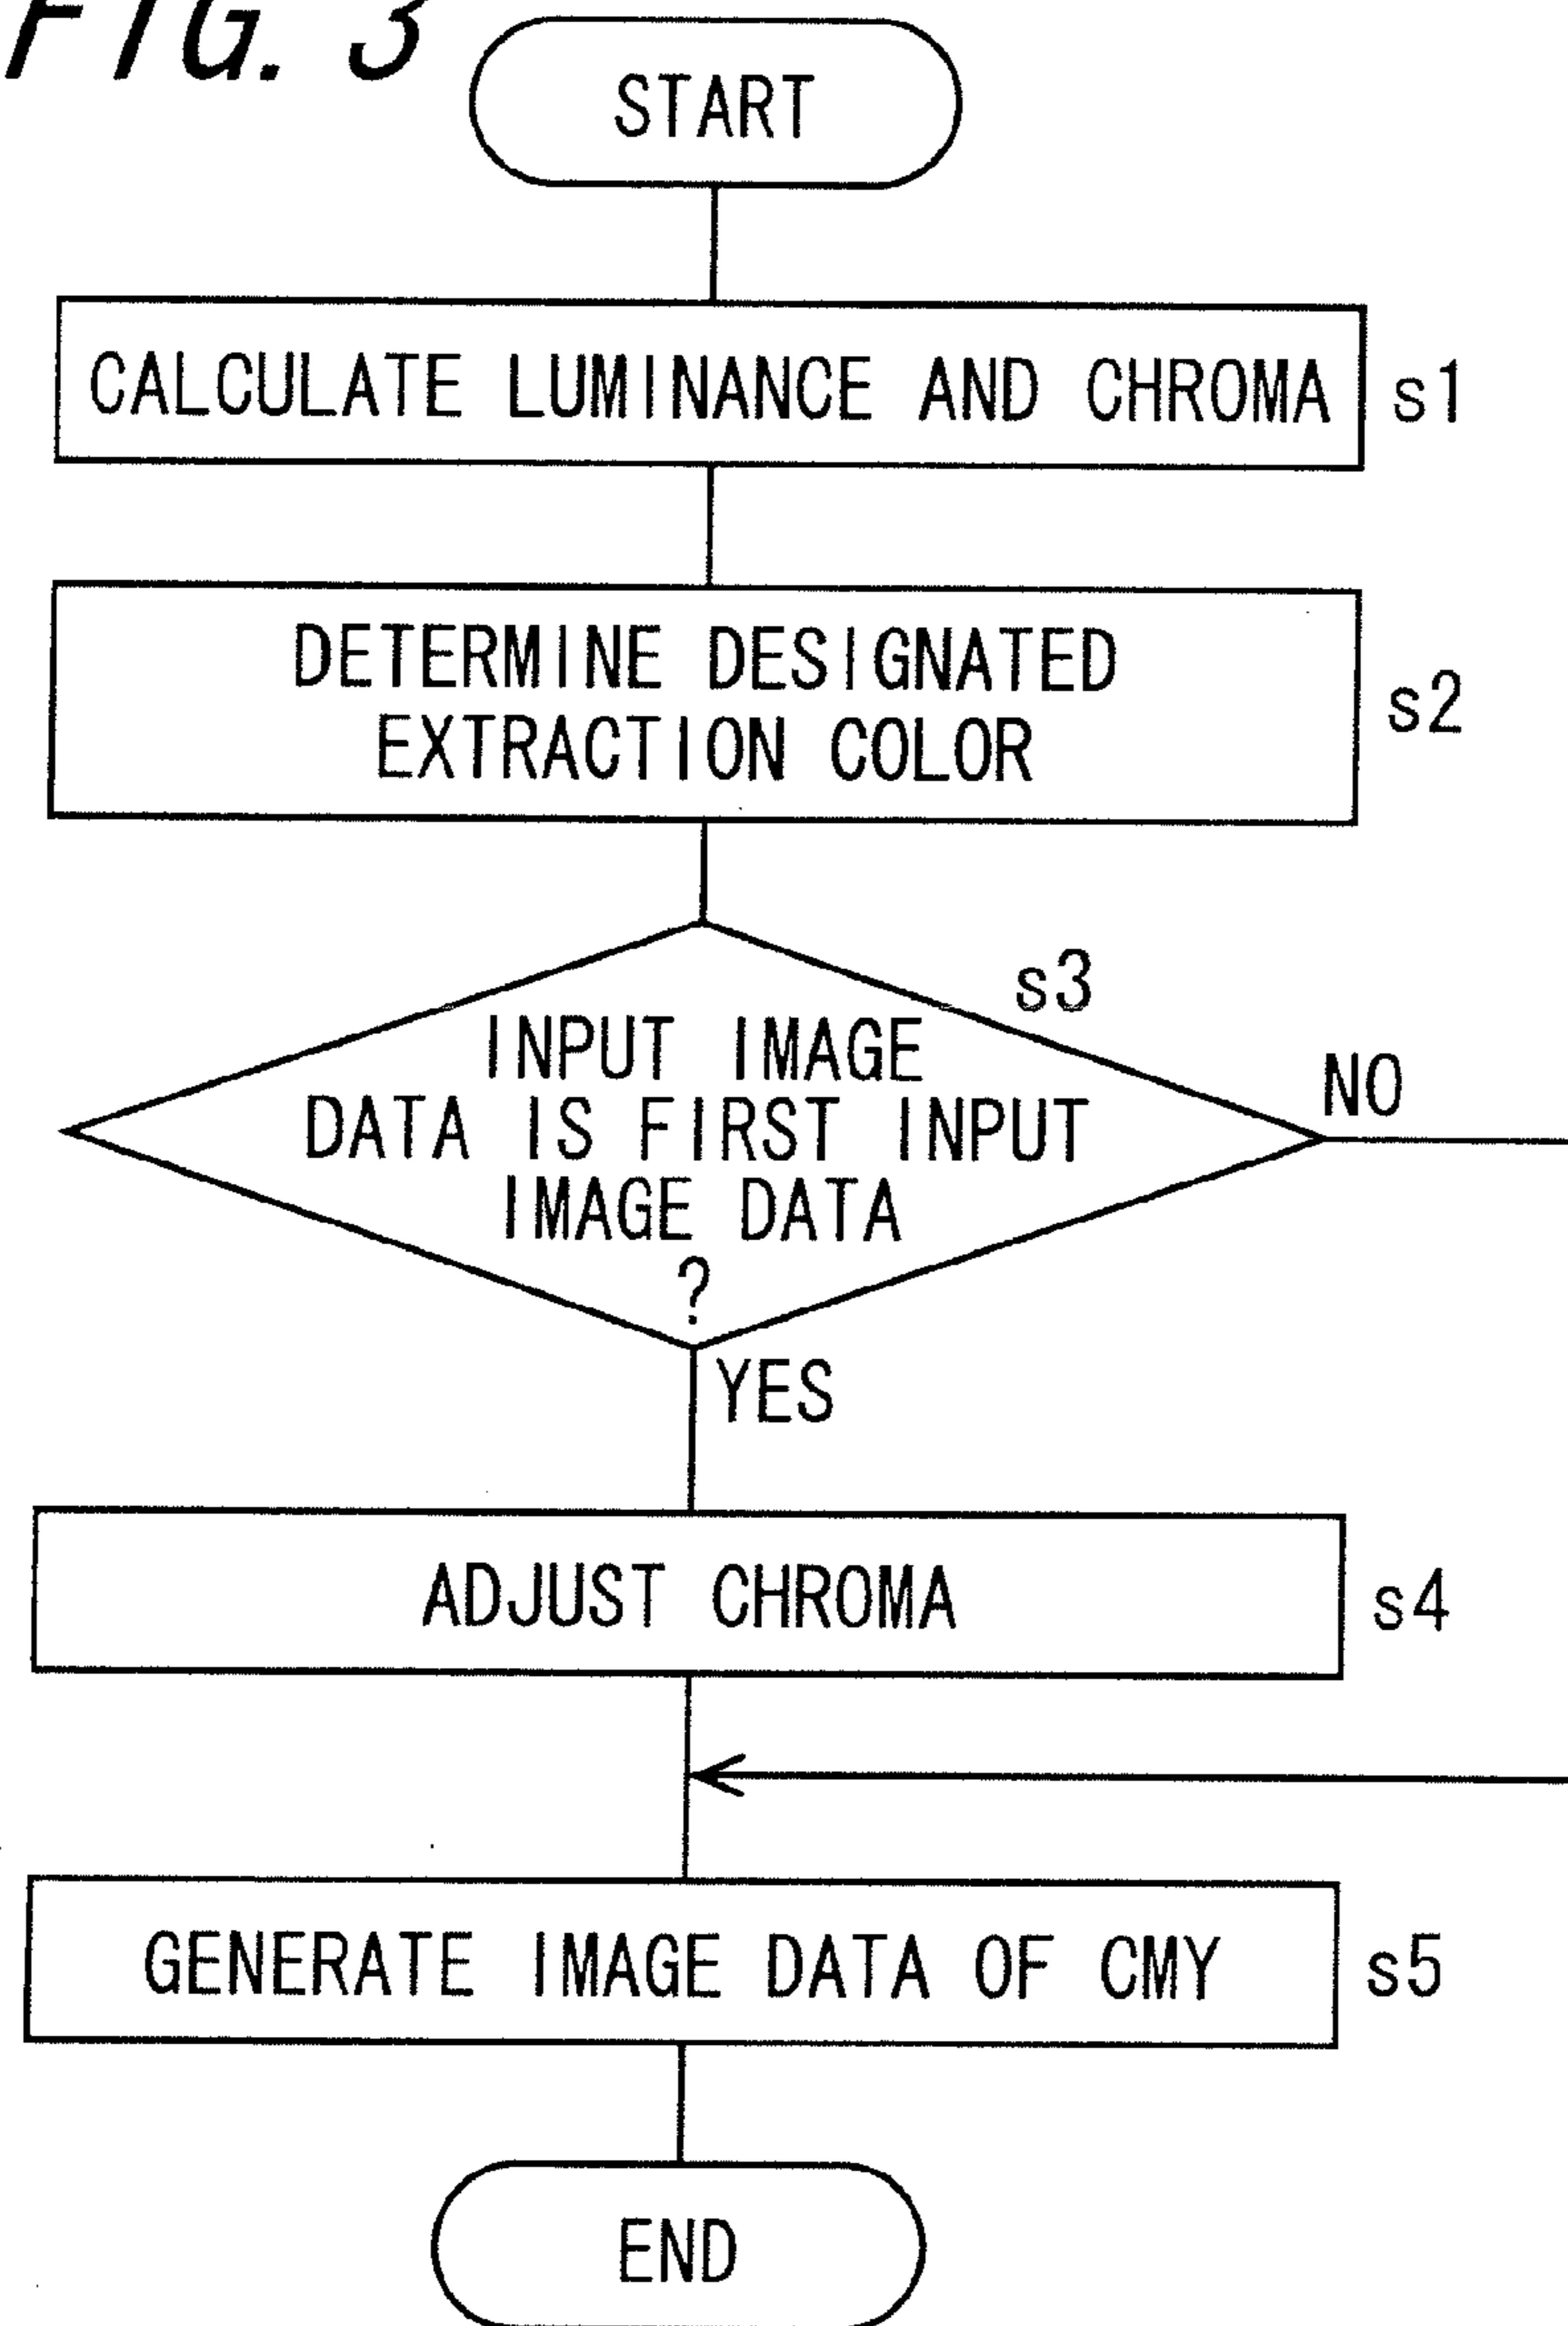 FIG. 3
START
CALCULATE LUMINANCE AND CHROMA
s1
DETERMINE DESIGNATED
EXTRACTION COLOR
s2
s3
INPUT IMAGE
DATA IS FIRST INPUT
IMAGE DATA
?
NO
YES
ADJUST CHROMA
s4
GENERATE IMAGE DATA OF CMY
s5
END